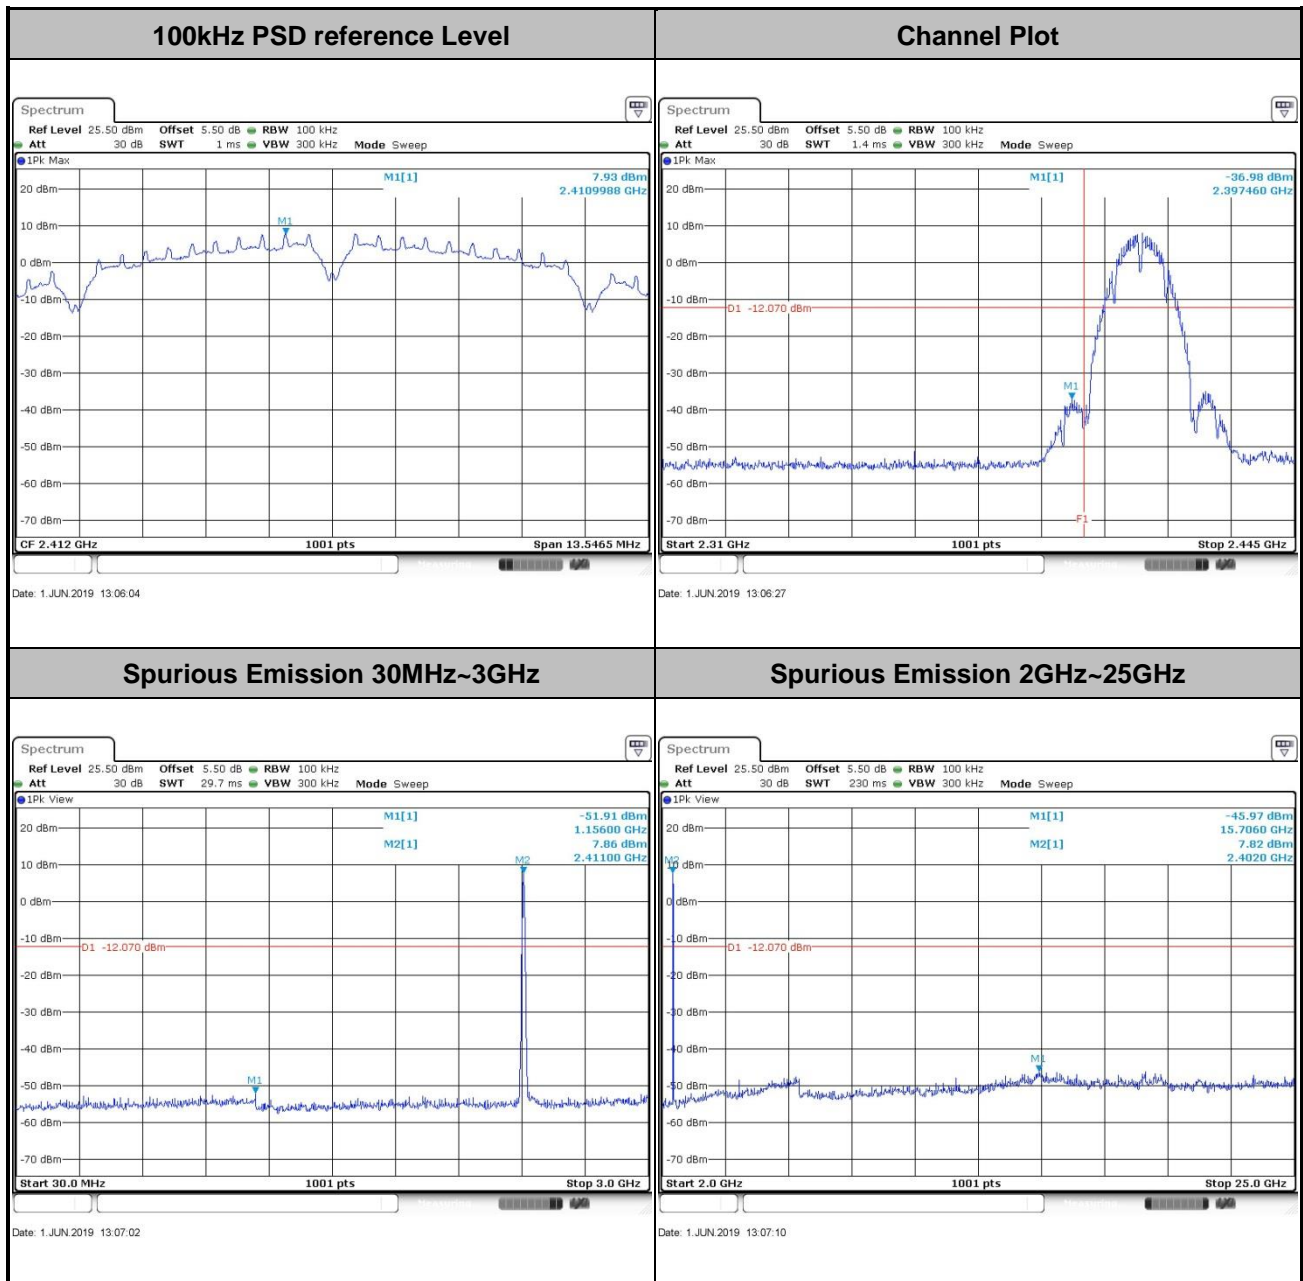 100kHz PSD reference Level
Spectrum
Ref Level 25.50 dBm Offset 5.50 dB RBW 100 kHz
Att 30 dB SWT 1 ms VBW 300 kHz Mode Sweep
1Pk Max
M1[1] 7.93 dBm
2.4109988 GHz
20 dBm
M1
10 dBm
0 dBm
-10 dBm
-20 dBm
-30 dBm
-40 dBm
-50 dBm
-60 dBm
-70 dBm
CF 2.412 GHz 1001 pts Span 13.5465 MHz
Measuring
Date: 1.JUN.2019 13:06:04
Channel Plot
Spectrum
Ref Level 25.50 dBm Offset 5.50 dB RBW 100 kHz
Att 30 dB SWT 1.4 ms VBW 300 kHz Mode Sweep
1Pk Max
M1[1] -36.98 dBm
2.397460 GHz
20 dBm
10 dBm
0 dBm
-10 dBm
D1 -12.070 dBm
-20 dBm
-30 dBm
M1
-40 dBm
-50 dBm
-60 dBm
-70 dBm
F1
Start 2.31 GHz 1001 pts Stop 2.445 GHz
Measuring
Date: 1.JUN.2019 13:06:27
Spurious Emission 30MHz~3GHz
Spectrum
Ref Level 25.50 dBm Offset 5.50 dB RBW 100 kHz
Att 30 dB SWT 29.7 ms VBW 300 kHz Mode Sweep
1Pk View
M1[1] -51.91 dBm
1.15600 GHz
20 dBm
M2[1] 7.86 dBm
2.41100 GHz
M2
10 dBm
0 dBm
-10 dBm
D1 -12.070 dBm
-20 dBm
-30 dBm
-40 dBm
M1
-50 dBm
-60 dBm
-70 dBm
Start 30.0 MHz 1001 pts Stop 3.0 GHz
Measuring
Date: 1.JUN.2019 13:07:02
Spurious Emission 2GHz~25GHz
Spectrum
Ref Level 25.50 dBm Offset 5.50 dB RBW 100 kHz
Att 30 dB SWT 230 ms VBW 300 kHz Mode Sweep
1Pk View
M1[1] -45.97 dBm
15.7060 GHz
20 dBm
M2[1] 7.82 dBm
2.4020 GHz
M2
10 dBm
0 dBm
-10 dBm
D1 -12.070 dBm
-20 dBm
-30 dBm
-40 dBm
M1
-50 dBm
-60 dBm
-70 dBm
Start 2.0 GHz 1001 pts Stop 25.0 GHz
Measuring
Date: 1.JUN.2019 13:07:10